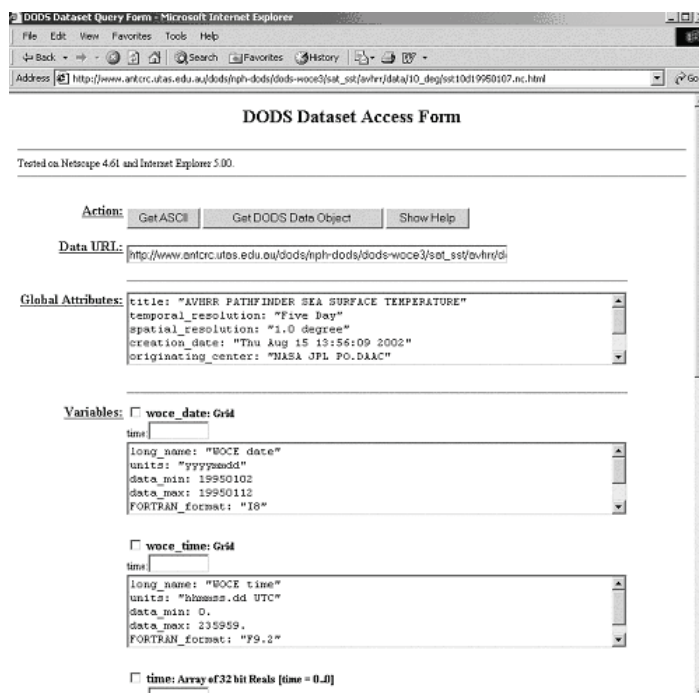 DODS Dataset Query Form - Microsoft Internet Explorer
File Edit View Favorites Tools Help
Back Search Favorites History
Address http://www.antcrc.utas.edu.au/dods/nph-dods/dods-woce3/sat_sst/avhrr/data/10_deg/sst10d19950107.nc.html Go
DODS Dataset Access Form
Tested on Netscape 4.61 and Internet Explorer 5.00.
Action: Get ASCII Get DODS Data Object Show Help
Data URL: http://www.antcrc.utas.edu.au/dods/nph-dods/dods-woce3/sat_sst/avhrr/d
Global Attributes: title: "AVHRR PATHFINDER SEA SURFACE TEMPERATURE"
temporal_resolution: "Five Day"
spatial_resolution: "1.0 degree"
creation_date: "Thu Aug 15 13:56:09 2002"
originating_center: "NASA JPL PO.DAAC"
Variables: woce_date: Grid
time:
long_name: "WOCE date"
units: "yyyymmdd"
data_min: 19950102
data_max: 19950112
FORTRAN_format: "I8"
woce_time: Grid
time:
long_name: "WOCE time"
units: "hhmmss.dd UTC"
data_min: 0.
data_max: 235959.
FORTRAN_format: "F9.2"
time: Array of 32 bit Reals [time = 0..0]